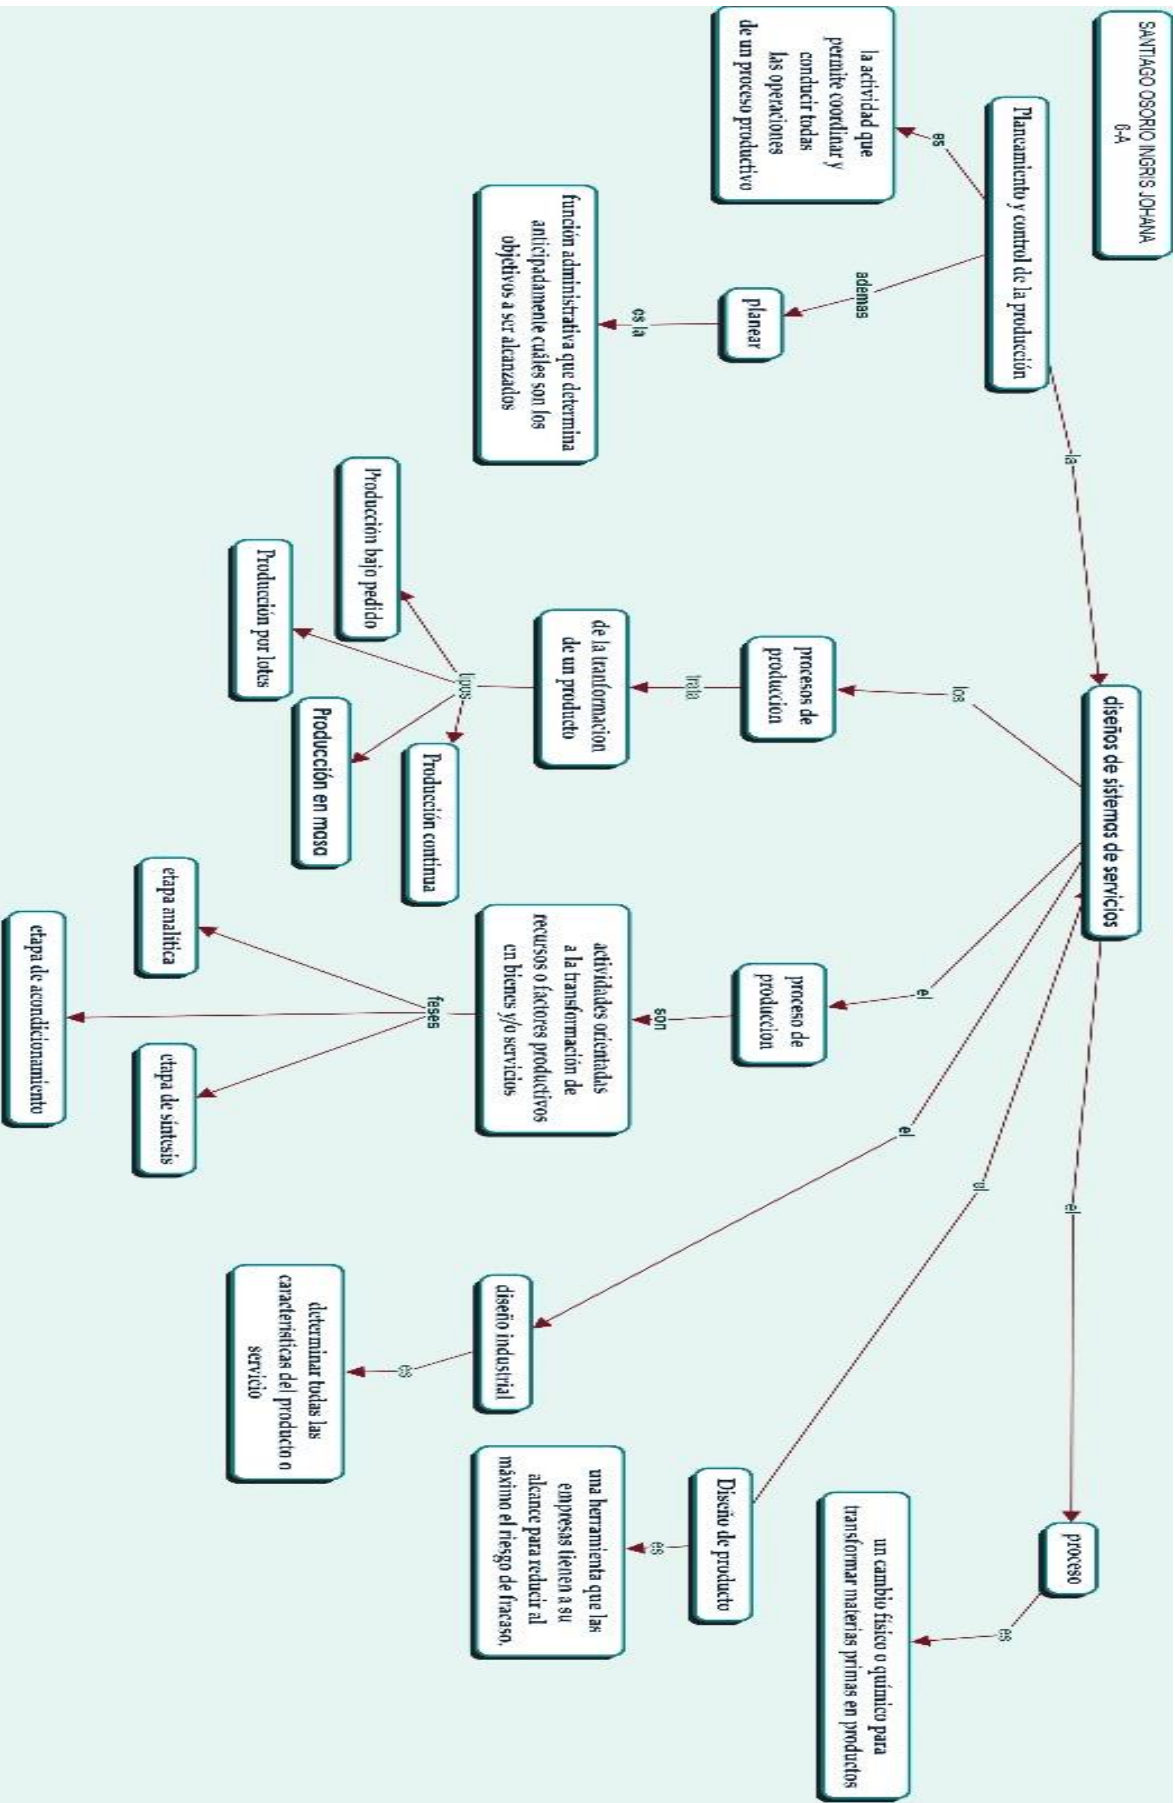 SANTIAGO OSORIO INGRIS JOHANA
6-A
Planeamiento y control de la producción
es
la actividad que
permite coordinar y
conducir todas
las operaciones
de un proceso productivo
ademas
planear
es la
función administrativa que determina
anticipadamente cuáles son los
objetivos a ser alcanzados
la
diseños de sistemas de servicios
los
procesos de
produccion
trata
de la tranformacion
de un producto
tipos
Producción bajo pedido
Producción por lotes
Producción en masa
Producción continua
el
proceso de
produccion
son
actividades orientadas
a la transformación de
recursos o factores productivos
en bienes y/o servicios
feses
etapa analítica
etapa de acondicionamiento
etapa de síntesis
el
diseño industrial
es
determinar todas las
características del producto o
servicio
el
Diseño de producto
es
una herramienta que las
empresas tienen a su
alcance para reducir al
máximo el riesgo de fracaso.
el
proceso
es
un cambio físico o químico para
transformar materias primas en productos